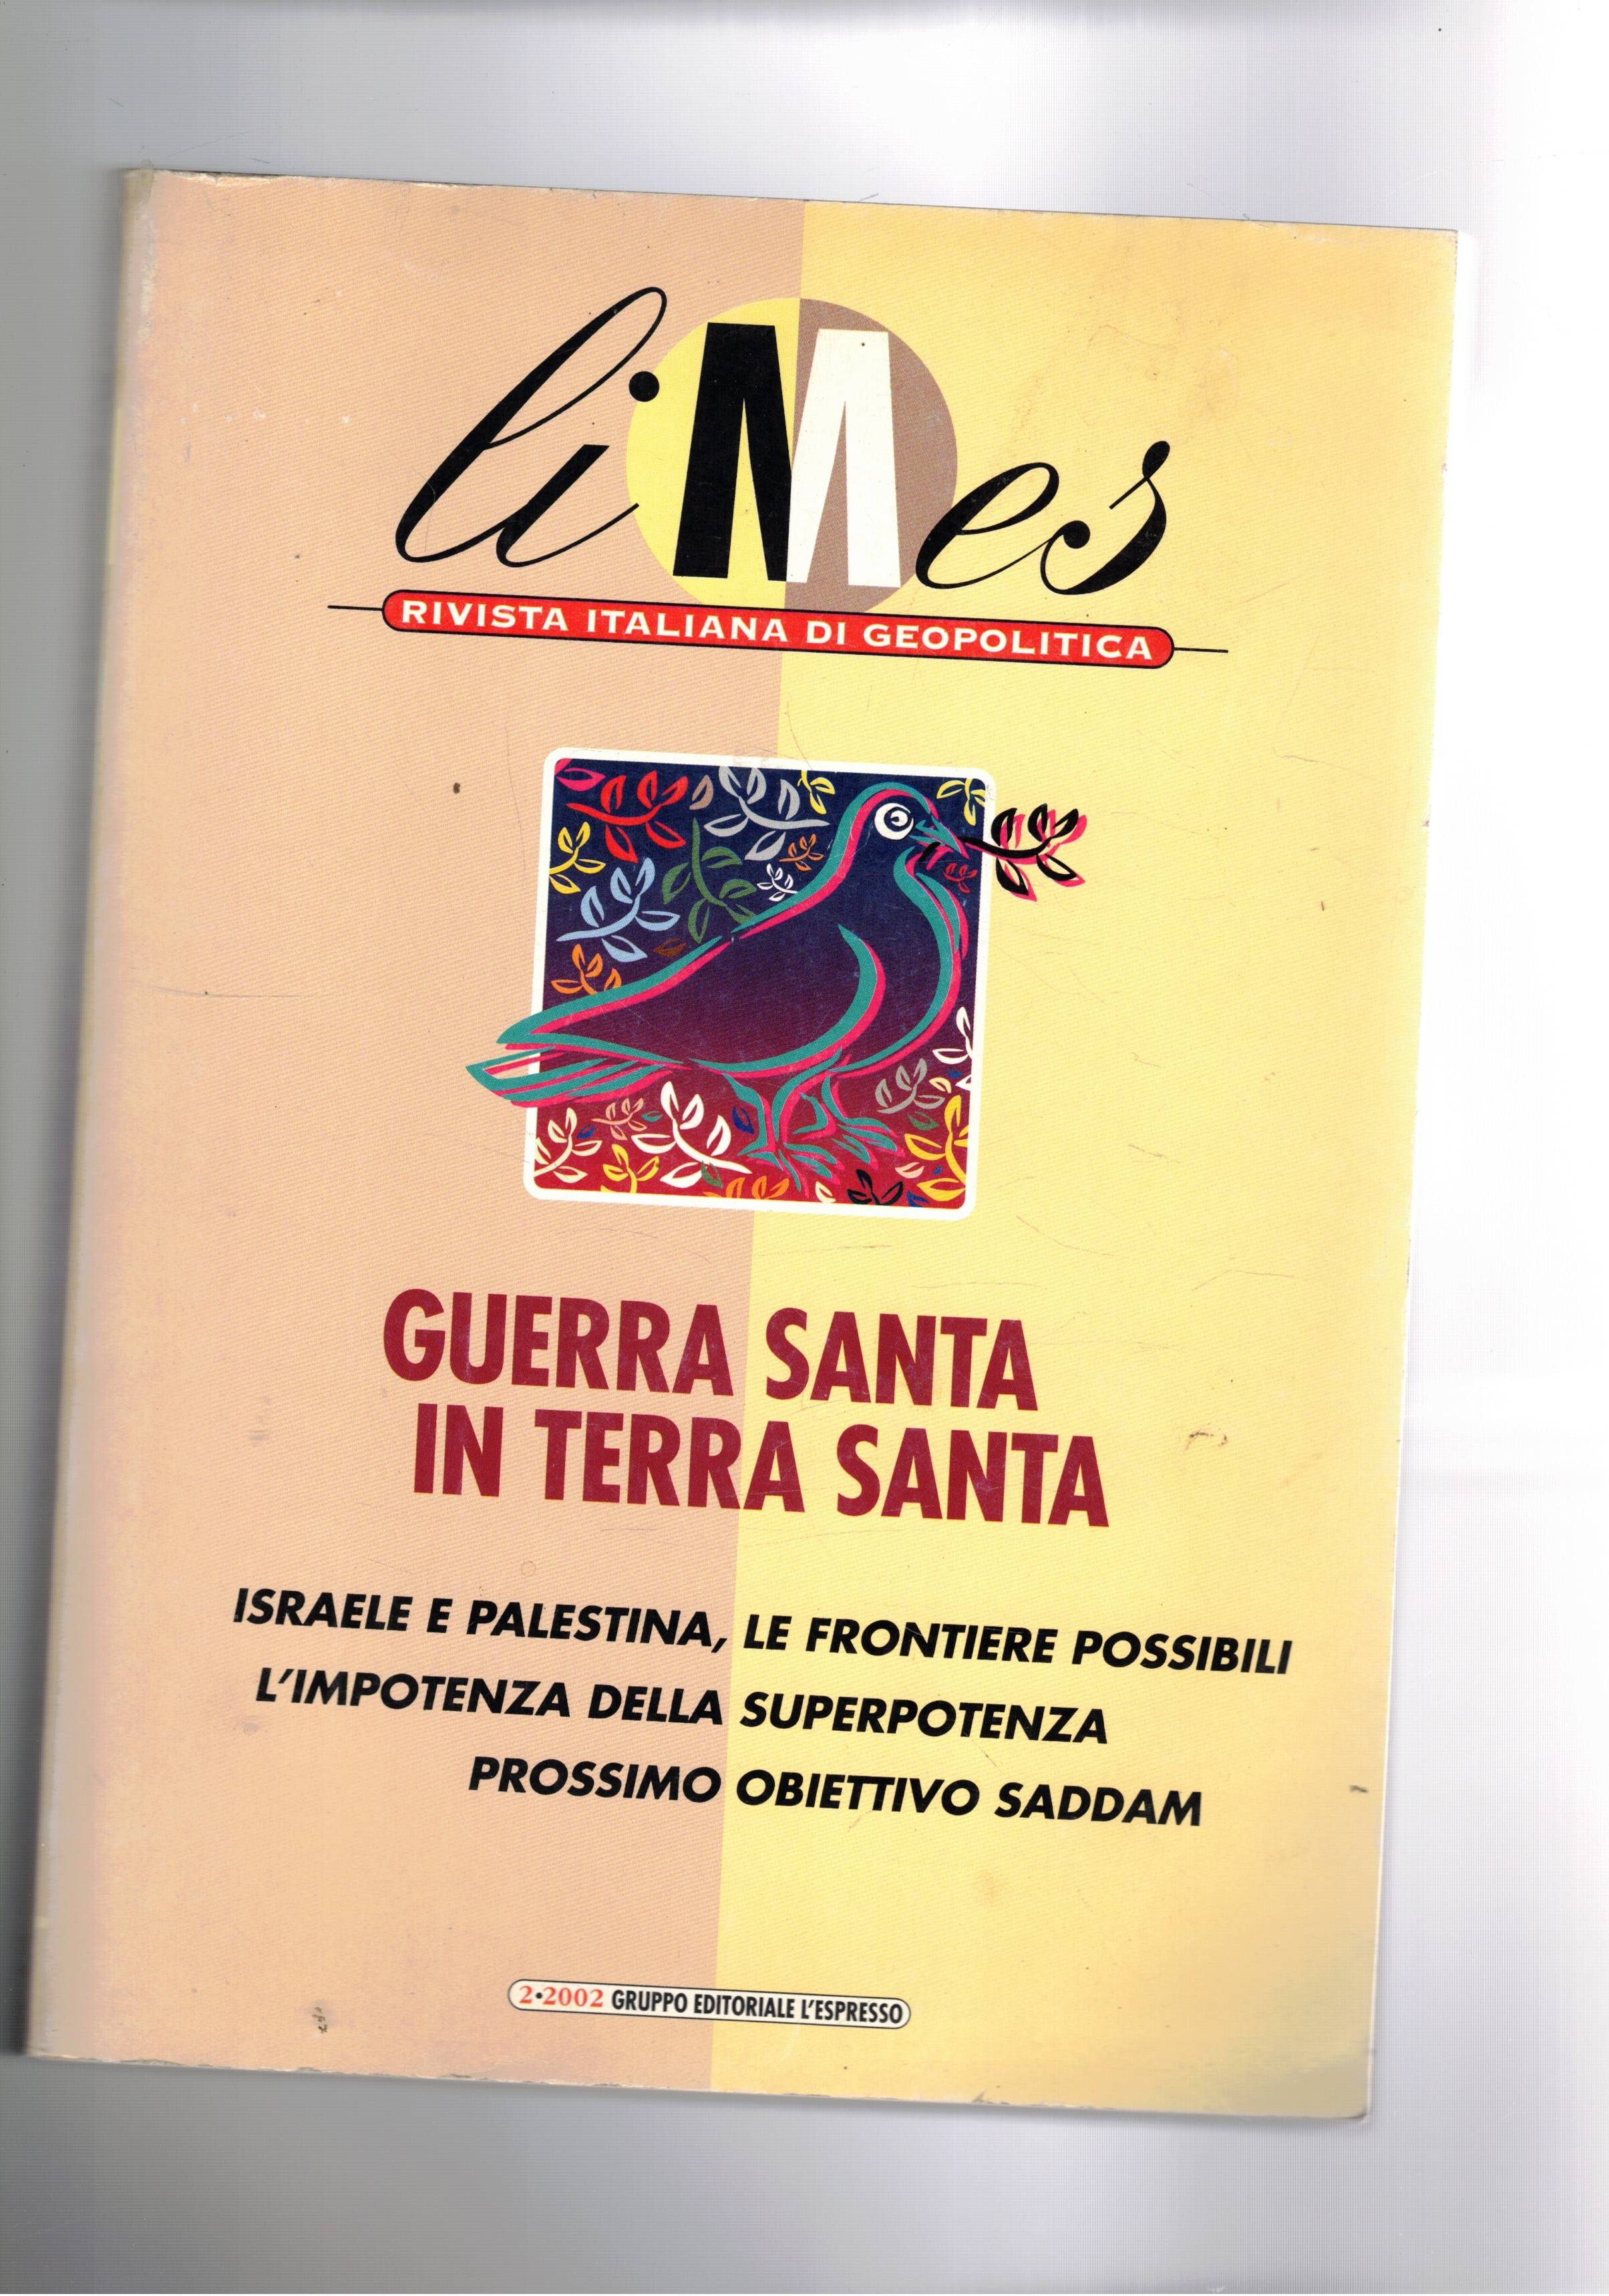 liMes
RIVISTA ITALIANA DI GEOPOLITICA
GUERRA SANTA
IN TERRA SANTA
ISRAELE E PALESTINA, LE FRONTIERE POSSIBILI
L'IMPOTENZA DELLA SUPERPOTENZA
PROSSIMO OBIETTIVO SADDAM
2•2002 GRUPPO EDITORIALE L'ESPRESSO